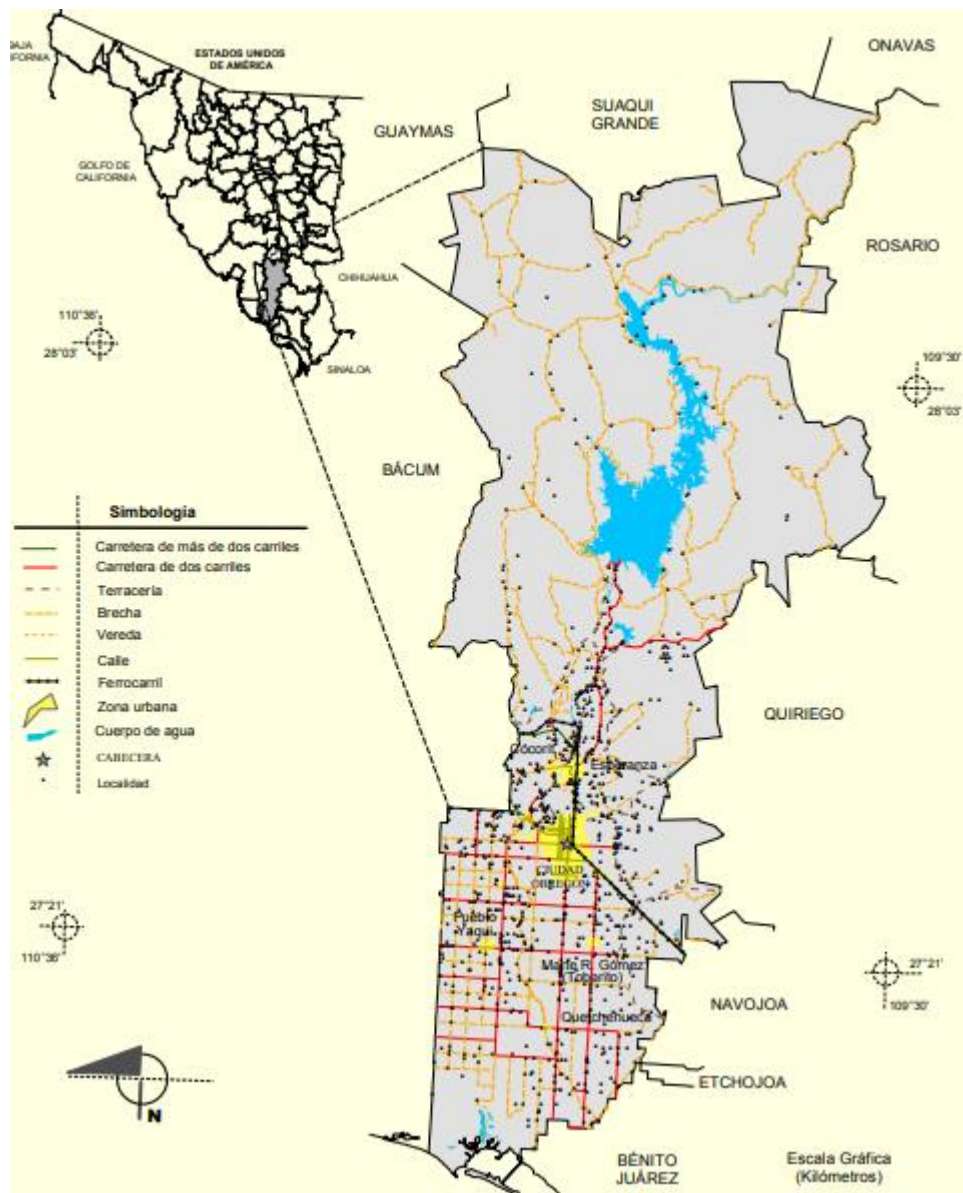 ESTADOS UNIDOS
DE AMÉRICA
GOLFO DE
CALIFORNIA
CHIHUAHUA
SINALOA
GUAYMAS
SUAQUI
GRANDE
ONAVAS
ROSARIO
110°36'
28°03'
109°30'
28°03'
BÁCUM
Simbología
Carretera de más de dos carriles
Carretera de dos carriles
Terracería
Brecha
Vereda
Calle
Ferrocarril
Zona urbana
Cuerpo de agua
CABECERA
Localidad
QUIRIEGO
Cócorit
Esperanza
CIUDAD
OBREGÓN
Pueblo
Yaqui
27°21'
110°36'
Marte R. Gómez
(Tobarito)
Quetchehueca
27°21'
109°30'
NAVOJOA
ETCHOJOA
N
BÉNITO
JUÁREZ
Escala Gráfica
(Kilómetros)